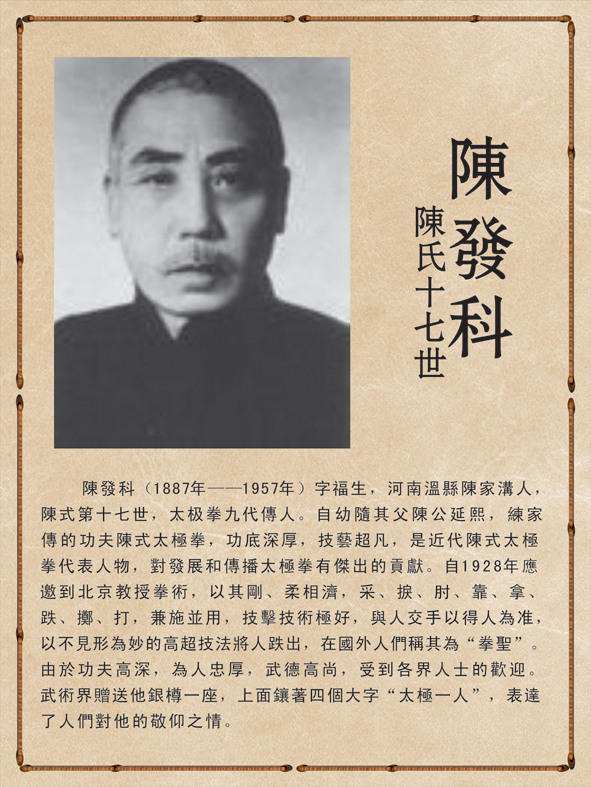 陳發科
陳氏十七世
陳發科（1887年——1957年）字福生，河南溫縣陳家溝人，
陳式第十七世，太极拳九代傳人。自幼隨其父陳公延熙，練家
傳的功夫陳式太極拳，功底深厚，技藝超凡，是近代陳式太極
拳代表人物，對發展和傳播太極拳有傑出的貢獻。自1928年應
邀到北京教授拳術，以其剛、柔相濟，采、捩、肘、靠、拿、
跌、擲、打，兼施並用，技擊技術極好，與人交手以得人為准，
以不見形為妙的高超技法將人跌出，在國外人們稱其為“拳聖”。
由於功夫高深，為人忠厚，武德高尚，受到各界人士的歡迎。
武術界贈送他銀樽一座，上面鑲著四個大字“太極一人”，表達
了人們對他的敬仰之情。